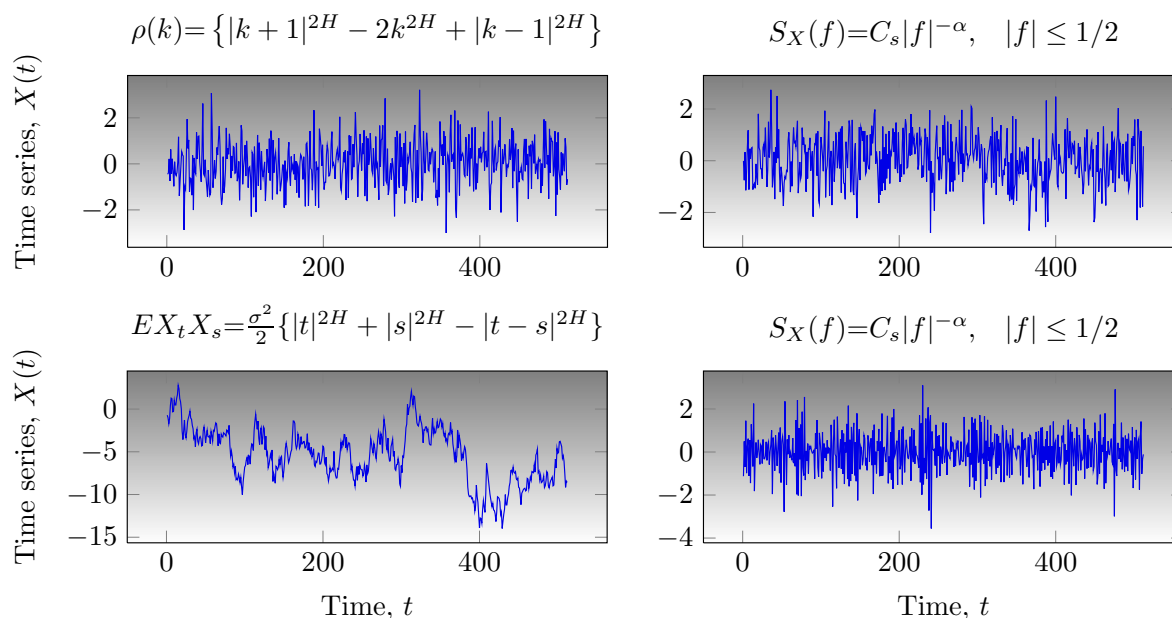 ρ(k)={|k + 1|^{2H} − 2k^{2H} + |k − 1|^{2H}}
S_X(f)=C_s|f|^{−α},   |f| ≤ 1/2
Time series, X(t)
2
0
−2
0 200 400
2
0
−2
0 200 400
EX_tX_s=\frac{σ^2}{2}{|t|^{2H} + |s|^{2H} − |t − s|^{2H}}
S_X(f)=C_s|f|^{−α},   |f| ≤ 1/2
Time series, X(t)
0
−5
−10
−15
0 200 400
Time, t
2
0
−2
−4
0 200 400
Time, t